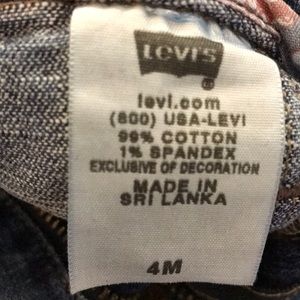 LEVI'S
®
levi.com
(800) USA-LEVI
99% COTTON
1% SPANDEX
EXCLUSIVE OF DECORATION
MADE IN
SRI LANKA
4M